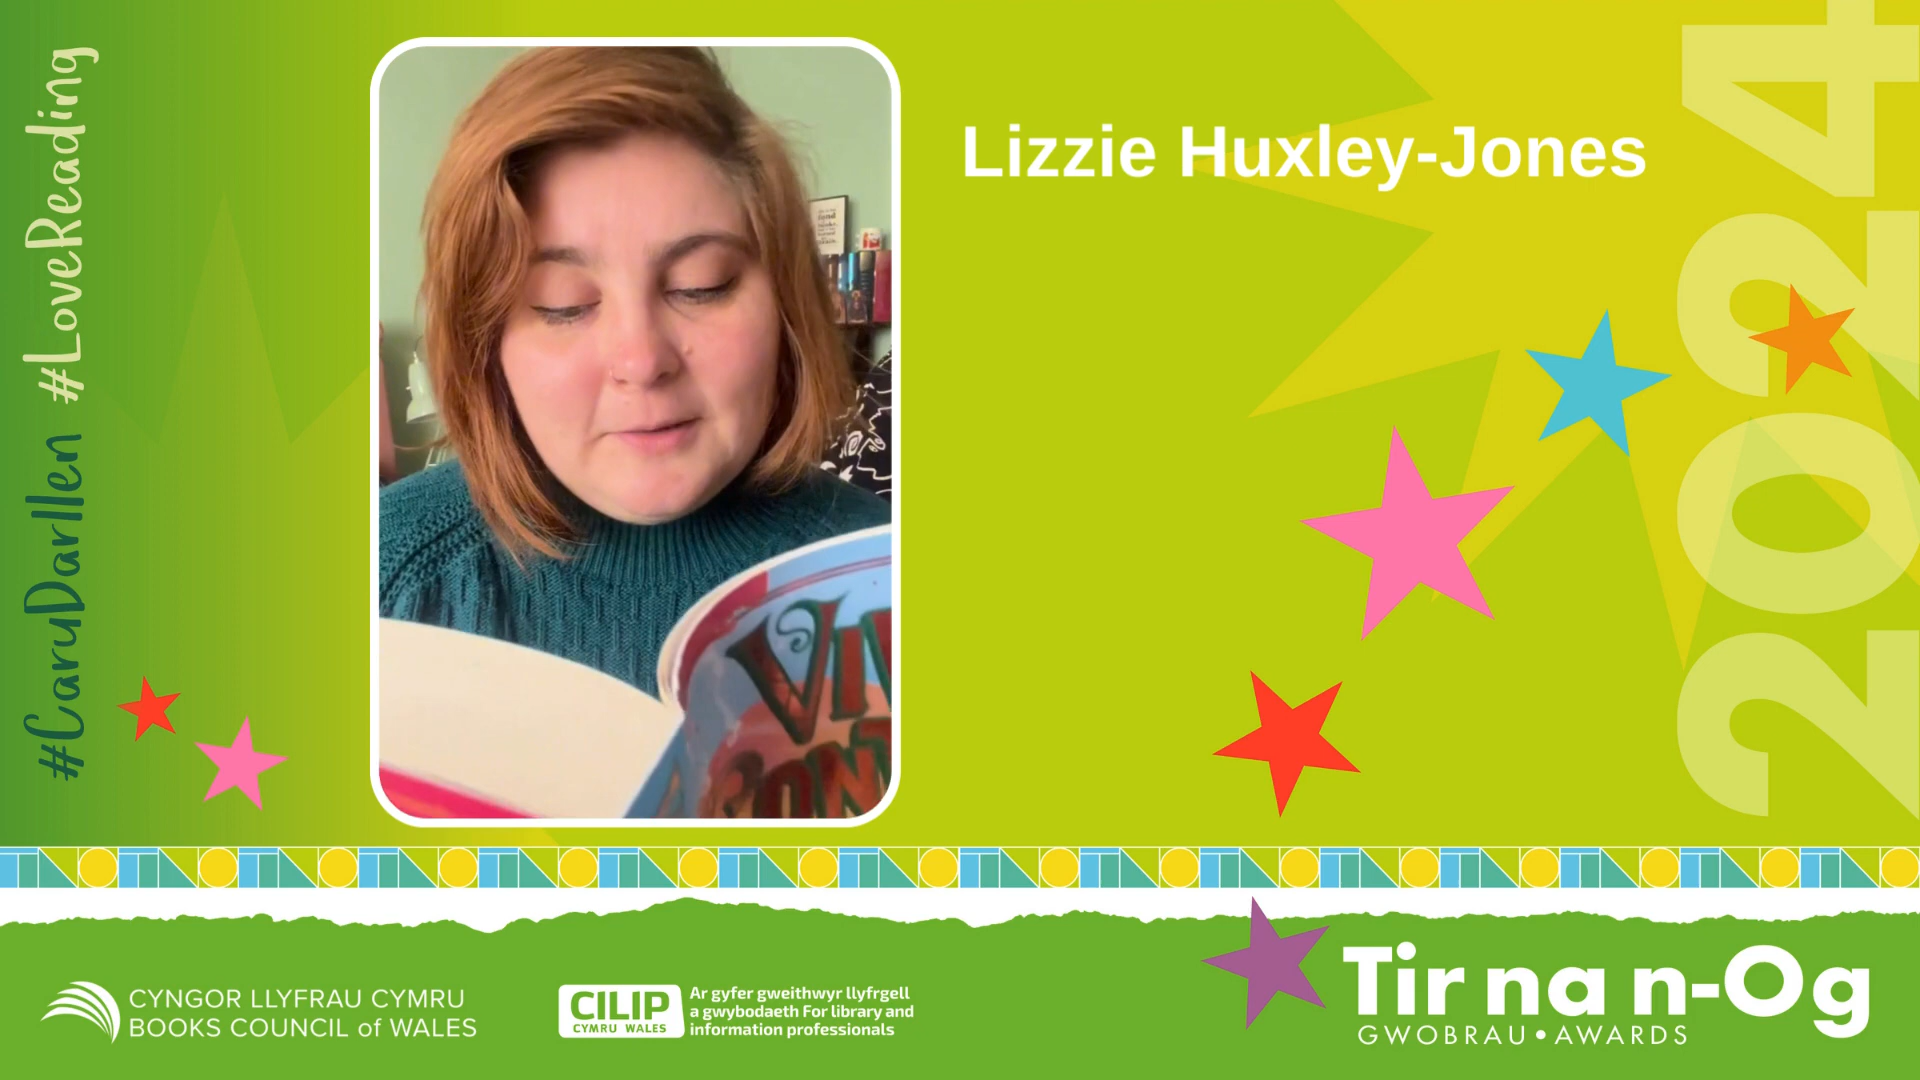 #CaruDarllen #LoveReading
Lizzie Huxley-Jones
2024
VI
CYNGOR LLYFRAU CYMRU
BOOKS COUNCIL of WALES
CILIP
CYMRU WALES
Ar gyfer gweithwyr llyfrgell
a gwybodaeth For library and
information professionals
Tir na n-Og
GWOBRAU • AWARDS